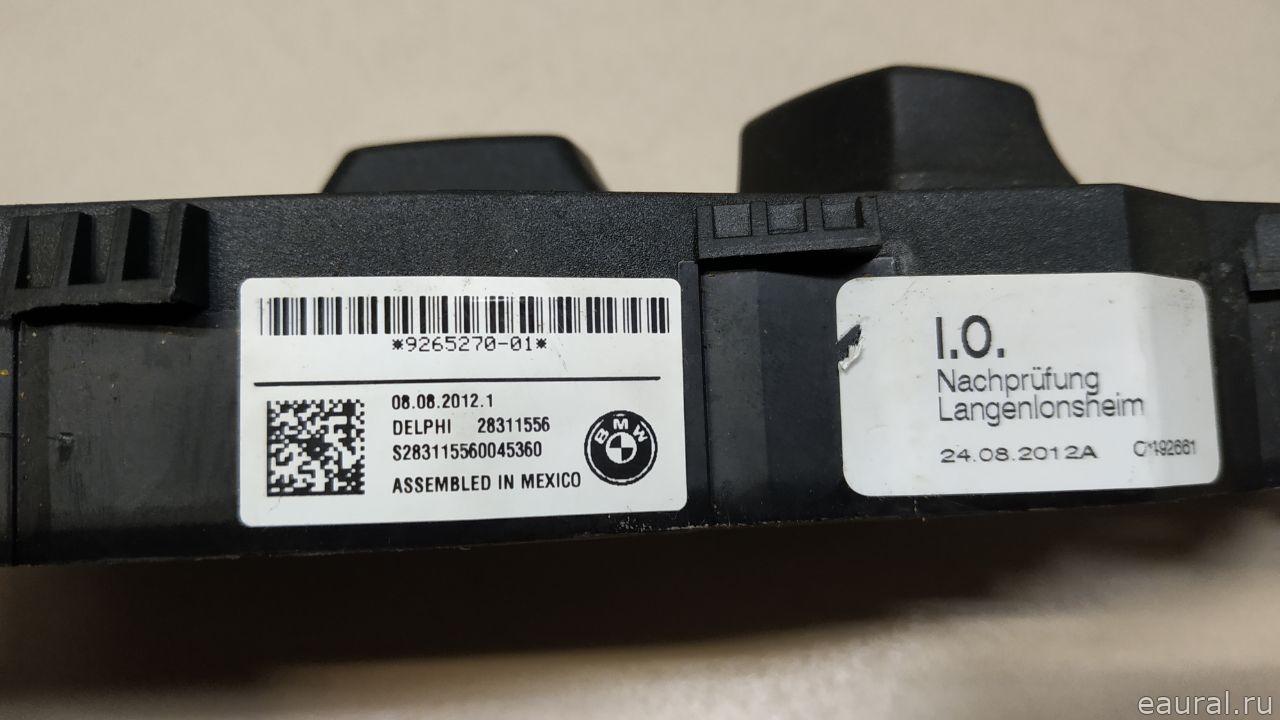 *9265270-01*
08.08.2012.1
DELPHI 28311556
S283115560045360
ASSEMBLED IN MEXICO
BMW
I.O.
Nachprüfung
Langenlonsheim
24.08.2012A C*192661
eaural.ru